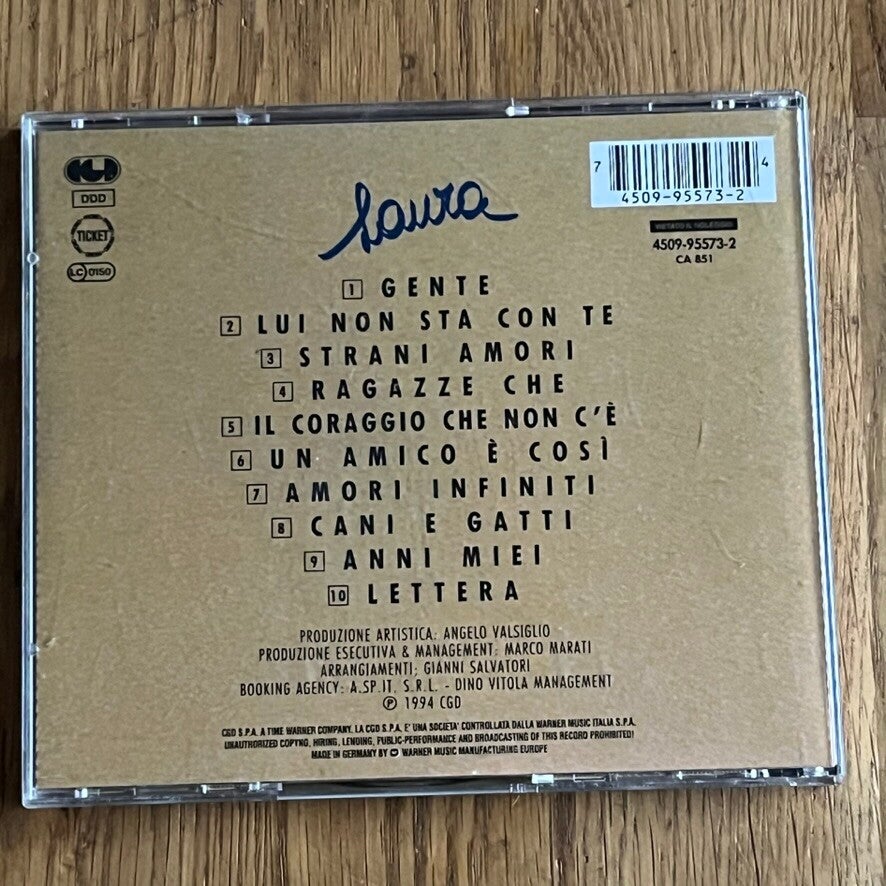 CGD
DDD
TICKET
LC 0150
Laura
7 4509-95573-2 4
VIETATO IL NOLEGGIO
4509-95573-2
CA 851
1 GENTE
2 LUI NON STA CON TE
3 STRANI AMORI
4 RAGAZZE CHE
5 IL CORAGGIO CHE NON C'È
6 UN AMICO È COSÌ
7 AMORI INFINITI
8 CANI E GATTI
9 ANNI MIEI
10 LETTERA
PRODUZIONE ARTISTICA: ANGELO VALSIGLIO
PRODUZIONE ESECUTIVA & MANAGEMENT: MARCO MARATI
ARRANGIAMENTI: GIANNI SALVATORI
BOOKING AGENCY: A.SP.IT. S.R.L. - DINO VITOLA MANAGEMENT
℗ 1994 CGD
CGD S.P.A. A TIME WARNER COMPANY. LA CGD S.P.A. E' UNA SOCIETA' CONTROLLATA DALLA WARNER MUSIC ITALIA S.P.A.
UNAUTHORIZED COPYNG, HIRING, LENDING, PUBLIC-PERFORMANCE AND BROADCASTING OF THIS RECORD PROHIBITED!
MADE IN GERMANY BY WARNER MUSIC MANUFACTURING EUROPE